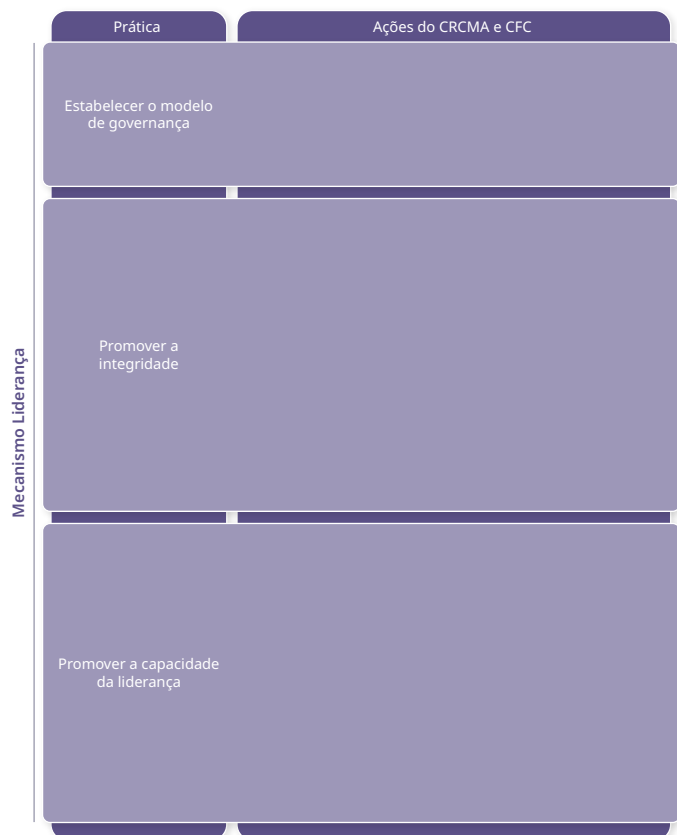 Prática
Ações do CRCMA e CFC
Mecanismo Liderança
Estabelecer o modelo
de governança
Promover a
integridade
Promover a capacidade
da liderança